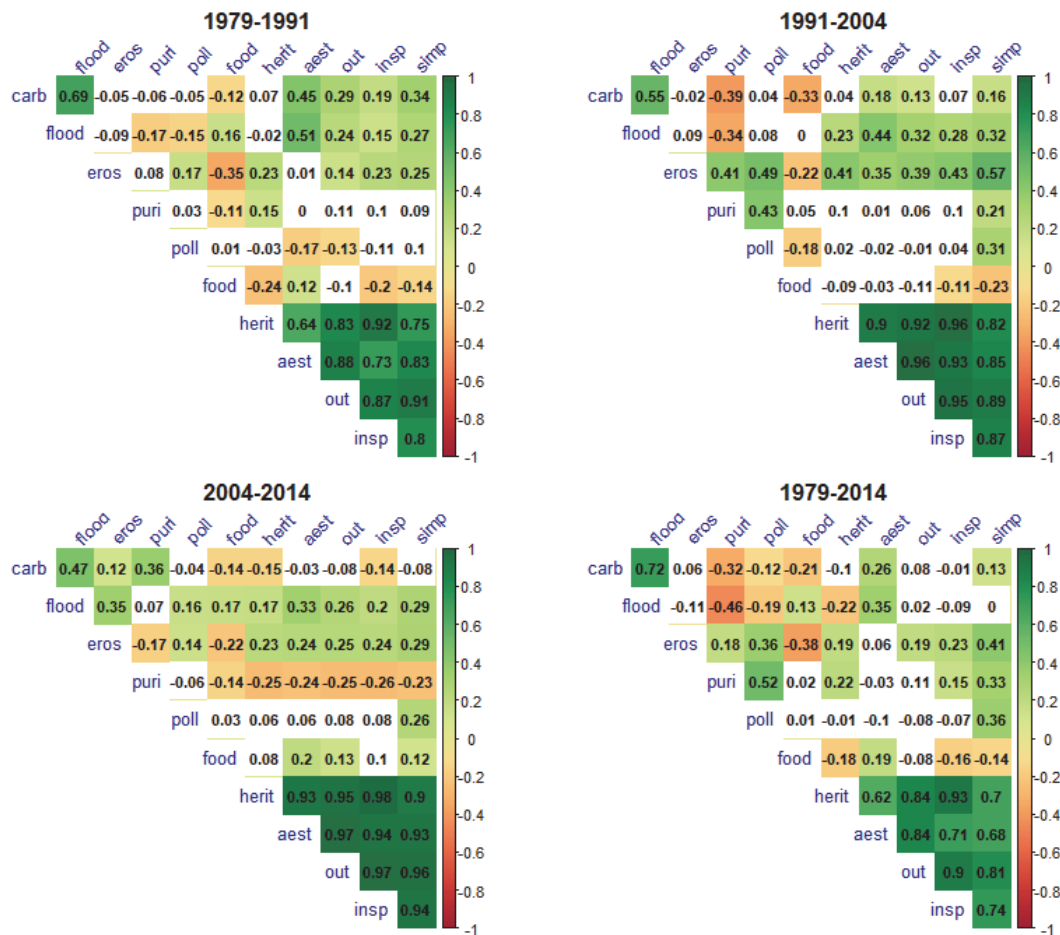 1979-1991
flood eros puri poll food herit aest out insp simp
carb 0.69 -0.05 -0.06 -0.05 -0.12 0.07 0.45 0.29 0.19 0.34
flood -0.09 -0.17 -0.15 0.16 -0.02 0.51 0.24 0.15 0.27
eros 0.08 0.17 -0.35 0.23 0.01 0.14 0.23 0.25
puri 0.03 -0.11 0.15 0 0.11 0.1 0.09
poll 0.01 -0.03 -0.17 -0.13 -0.11 0.1
food -0.24 0.12 -0.1 -0.2 -0.14
herit 0.64 0.83 0.92 0.75
aest 0.88 0.73 0.83
out 0.87 0.91
insp 0.8
1
0.8
0.6
0.4
0.2
0
-0.2
-0.4
-0.6
-0.8
-1
1991-2004
flood eros puri poll food herit aest out insp simp
carb 0.55 -0.02 -0.39 0.04 -0.33 0.04 0.18 0.13 0.07 0.16
flood 0.09 -0.34 0.08 0 0.23 0.44 0.32 0.28 0.32
eros 0.41 0.49 -0.22 0.41 0.35 0.39 0.43 0.57
puri 0.43 0.05 0.1 0.01 0.06 0.1 0.21
poll -0.18 0.02 -0.02 -0.01 0.04 0.31
food -0.09 -0.03 -0.11 -0.11 -0.23
herit 0.9 0.92 0.96 0.82
aest 0.96 0.93 0.85
out 0.95 0.89
insp 0.87
1
0.8
0.6
0.4
0.2
0
-0.2
-0.4
-0.6
-0.8
-1
2004-2014
flood eros puri poll food herit aest out insp simp
carb 0.47 0.12 0.36 -0.04 -0.14 -0.15 -0.03 -0.08 -0.14 -0.08
flood 0.35 0.07 0.16 0.17 0.17 0.33 0.26 0.2 0.29
eros -0.17 0.14 -0.22 0.23 0.24 0.25 0.24 0.29
puri -0.06 -0.14 -0.25 -0.24 -0.25 -0.26 -0.23
poll 0.03 0.06 0.06 0.08 0.08 0.26
food 0.08 0.2 0.13 0.1 0.12
herit 0.93 0.95 0.98 0.9
aest 0.97 0.94 0.93
out 0.97 0.96
insp 0.94
1
0.8
0.6
0.4
0.2
0
-0.2
-0.4
-0.6
-0.8
-1
1979-2014
flood eros puri poll food herit aest out insp simp
carb 0.72 0.06 -0.32 -0.12 -0.21 -0.1 0.26 0.08 -0.01 0.13
flood -0.11 -0.46 -0.19 0.13 -0.22 0.35 0.02 -0.09 0
eros 0.18 0.36 -0.38 0.19 0.06 0.19 0.23 0.41
puri 0.52 0.02 0.22 -0.03 0.11 0.15 0.33
poll 0.01 -0.01 -0.1 -0.08 -0.07 0.36
food -0.18 0.19 -0.08 -0.16 -0.14
herit 0.62 0.84 0.93 0.7
aest 0.84 0.71 0.68
out 0.9 0.81
insp 0.74
1
0.8
0.6
0.4
0.2
0
-0.2
-0.4
-0.6
-0.8
-1